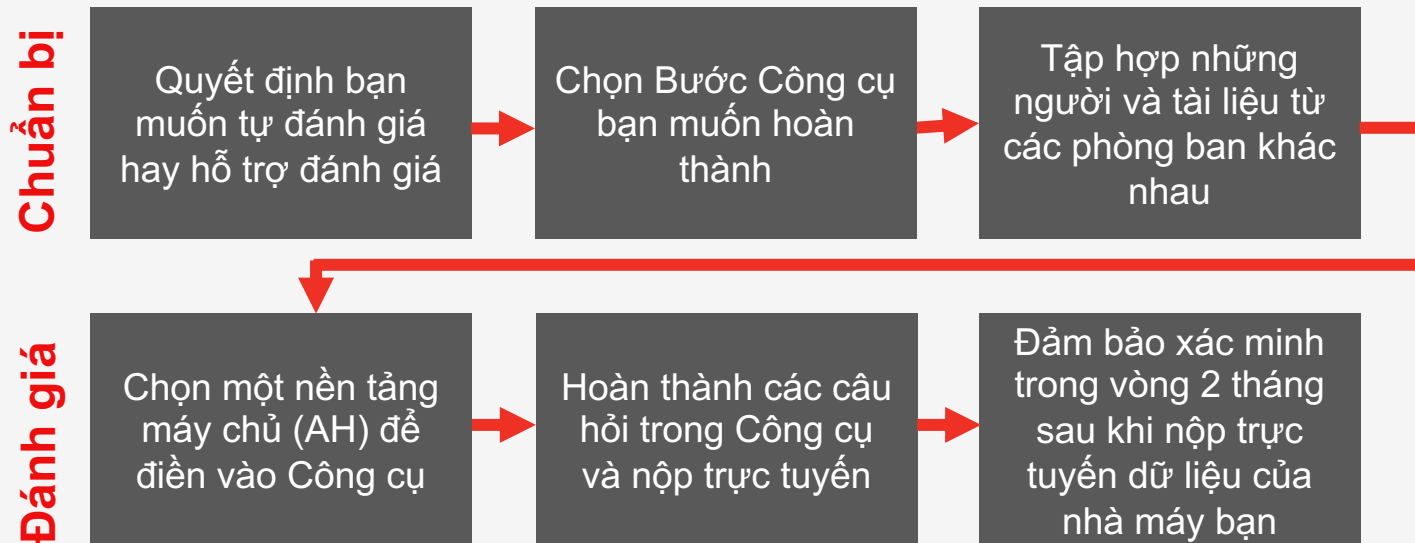 Chuẩn bị
Quyết định bạn
muốn tự đánh giá
hay hỗ trợ đánh giá
Chọn Bước Công cụ
bạn muốn hoàn
thành
Tập hợp những
người và tài liệu từ
các phòng ban khác
nhau
Đánh giá
Chọn một nền tảng
máy chủ (AH) để
điền vào Công cụ
Hoàn thành các câu
hỏi trong Công cụ
và nộp trực tuyến
Đảm bảo xác minh
trong vòng 2 tháng
sau khi nộp trực
tuyến dữ liệu của
nhà máy bạn